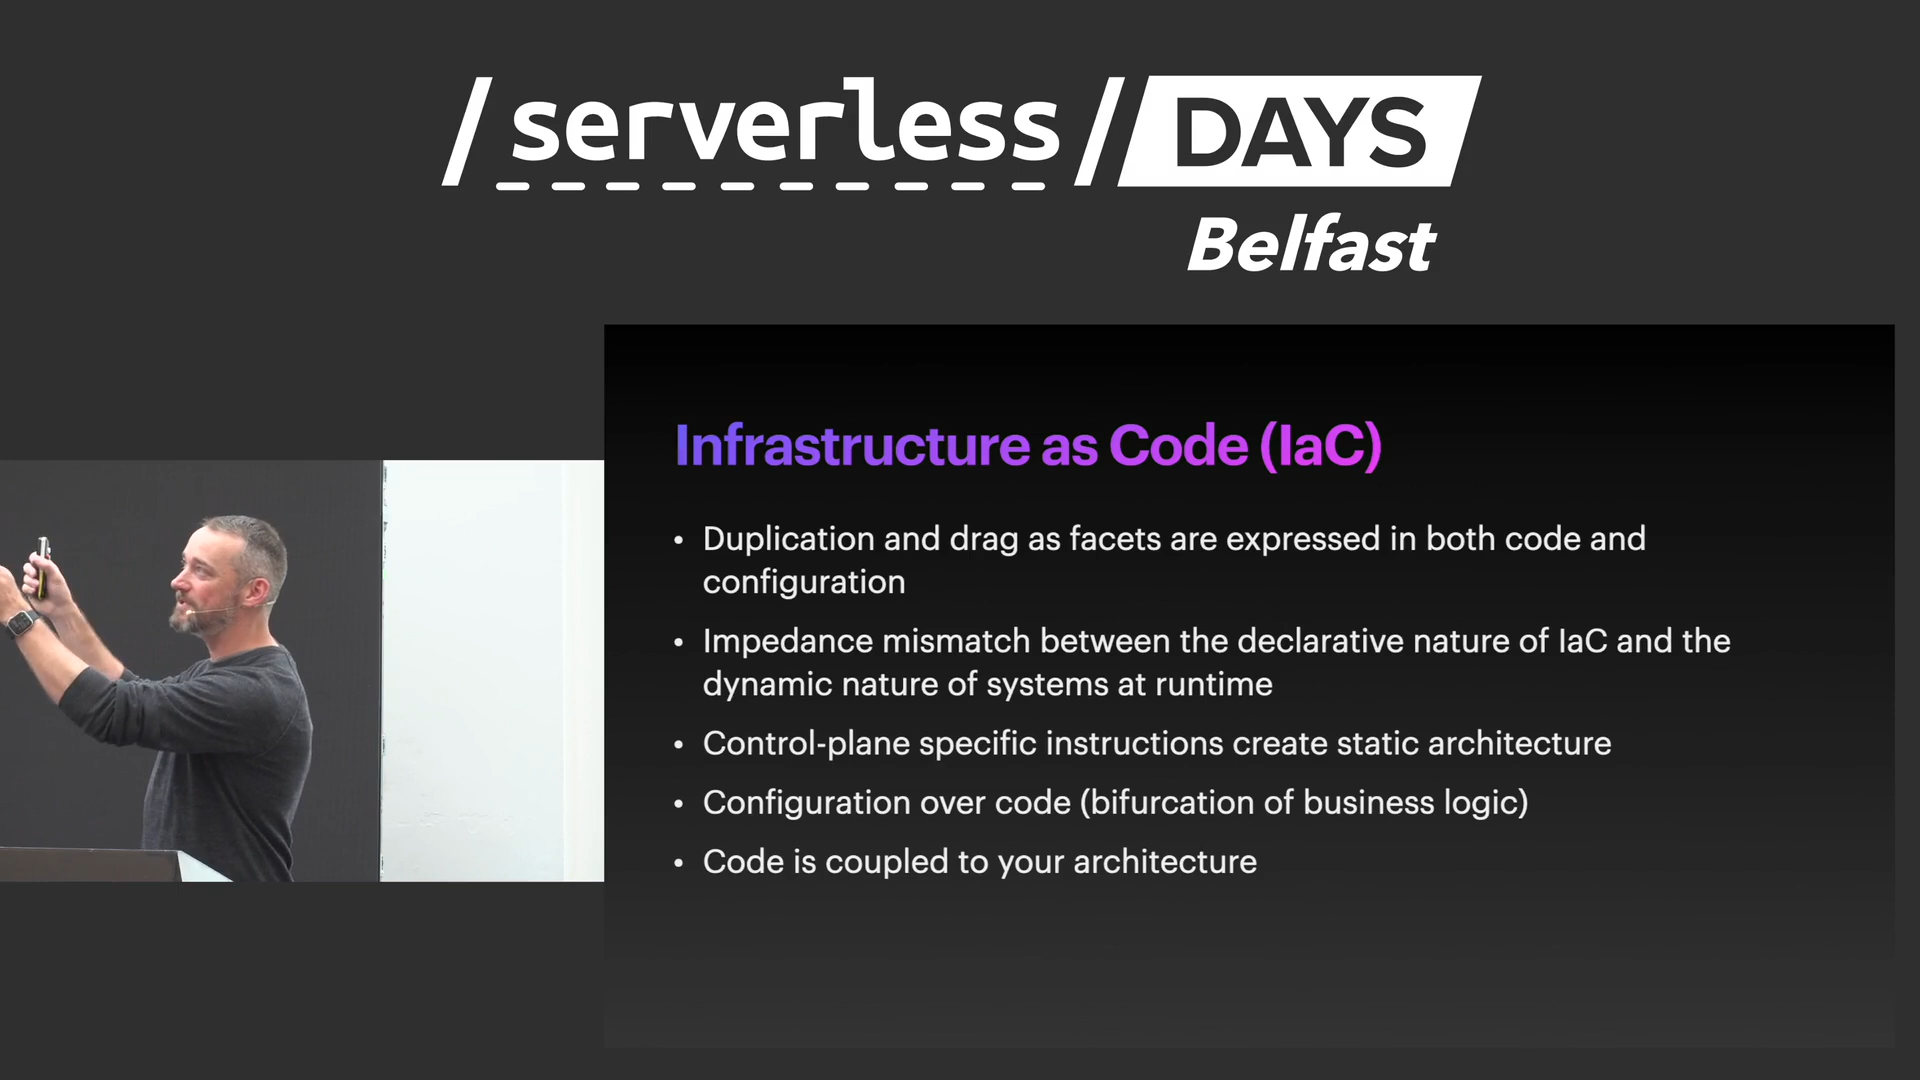 /serverless/DAYS
Belfast
Infrastructure as Code (IaC)
• Duplication and drag as facets are expressed in both code and
configuration
• Impedance mismatch between the declarative nature of IaC and the
dynamic nature of systems at runtime
• Control-plane specific instructions create static architecture
• Configuration over code (bifurcation of business logic)
• Code is coupled to your architecture